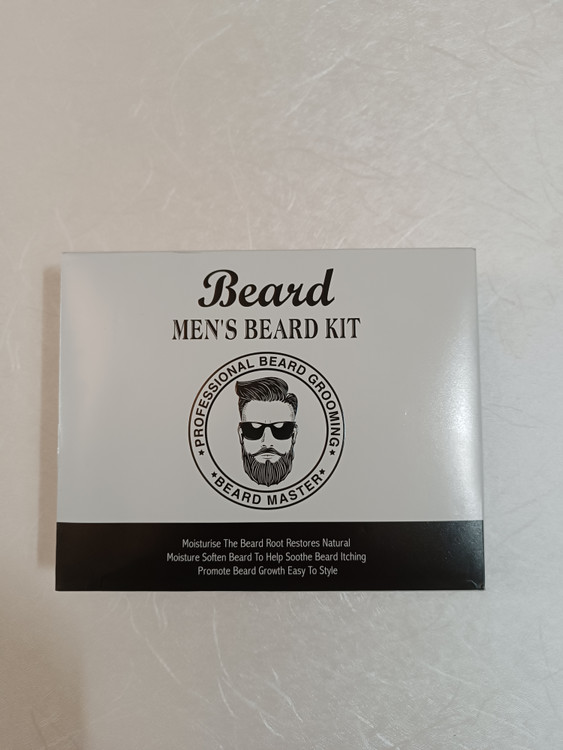 Beard
MEN'S BEARD KIT
★ PROFESSIONAL BEARD GROOMING ★
★ BEARD MASTER ★
Moisturise The Beard Root Restores Natural
Moisture Soften Beard To Help Soothe Beard Itching
Promote Beard Growth Easy To Style